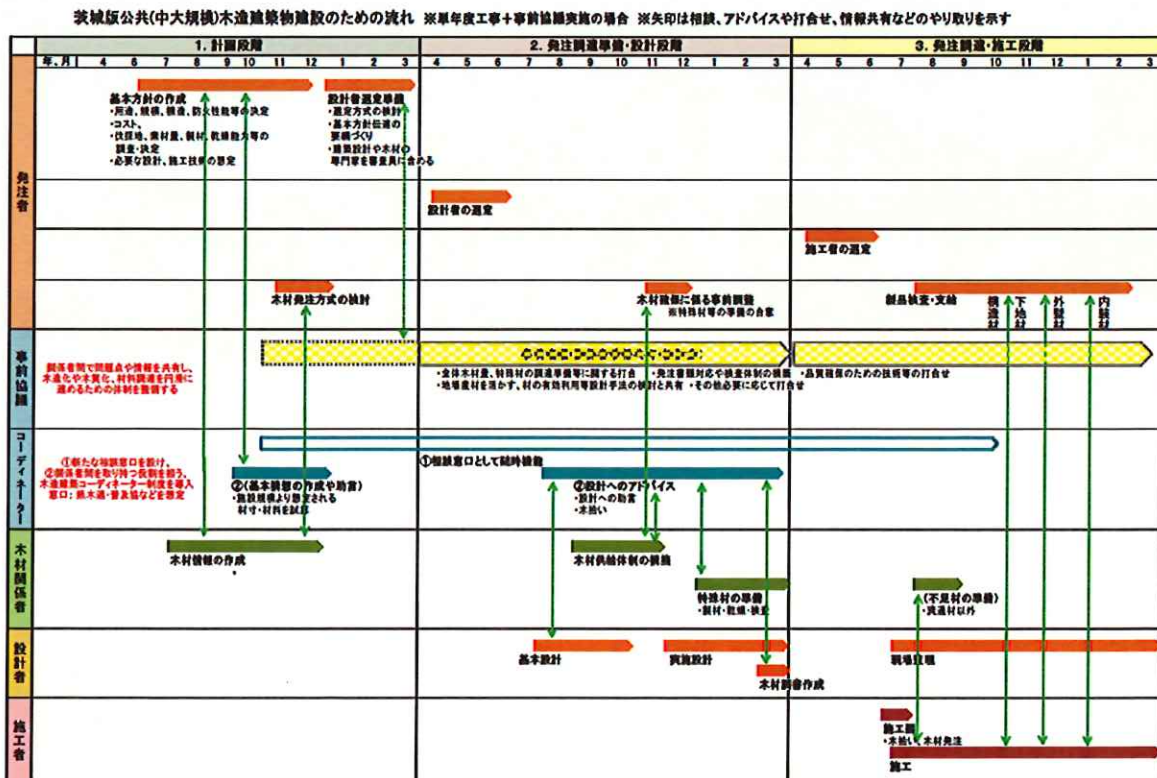 茨城版公共(中大規模)木造建築物建設のための流れ ※単年度工事+事前協議実施の場合 ※矢印は相談、アドバイスや打合せ、情報共有などのやり取りを示す
1. 計画段階
2. 発注調達準備・設計段階
3. 発注調達・施工段階
年、月 4 6 7 8 9 10 11 12 1 2 3
4 5 6 7 8 9 10 11 12 1 2 3
4 5 6 7 8 9 10 11 12 1 2 3
発注者
基本方針の作成
・用途、規模、構造、防火性能等の決定
・コスト、
・伐採地、素材量、製材、乾燥能力等の
調査・決定
・必要な設計、施工技術の想定
設計者選定準備
・選定方式の検討
・基本方針伝達の
要綱づくり
・建築設計や木材の
専門家を審査員に含める
設計者の選定
施工者の選定
木材発注方式の検討
木材確保に係る事前調整
※特殊材等の準備の合意
製品検査・支給
構造材
下地材
外壁材
内装材
事前協議
関係者間で問題点や情報を共有し、
木造化や木質化、材料調達を円滑に
進めるための体制を整備する
・全体木材量、特殊材の調達準備等に関する打合 ・発注書類対応や検査体制の構築
・地場産材を活かす、材の有効利用等設計手法の検討と共有 ・その他必要に応じて打合せ
・品質確保のための技術等の打合せ
コーディネーター
①新たな相談窓口を設け、
②関係者間を取り持つ役割を担う、
木造建築コーディネーター制度を導入
窓口:県木連・普及協などを想定
①相談窓口として随時機能
②(基本構想の作成や助言)
・施設規模より想定される
材寸・材料を試算
②設計へのアドバイス
・設計への助言
・木拾い
木材関係者
木材情報の作成
木材供給体制の構築
特殊材の準備
・製材・乾燥・検査
(不足材の準備)
・流通材以外
設計者
基本設計
実施設計
木材調書作成
現場監理
施工者
施工図
・木拾い、木材発注
施工